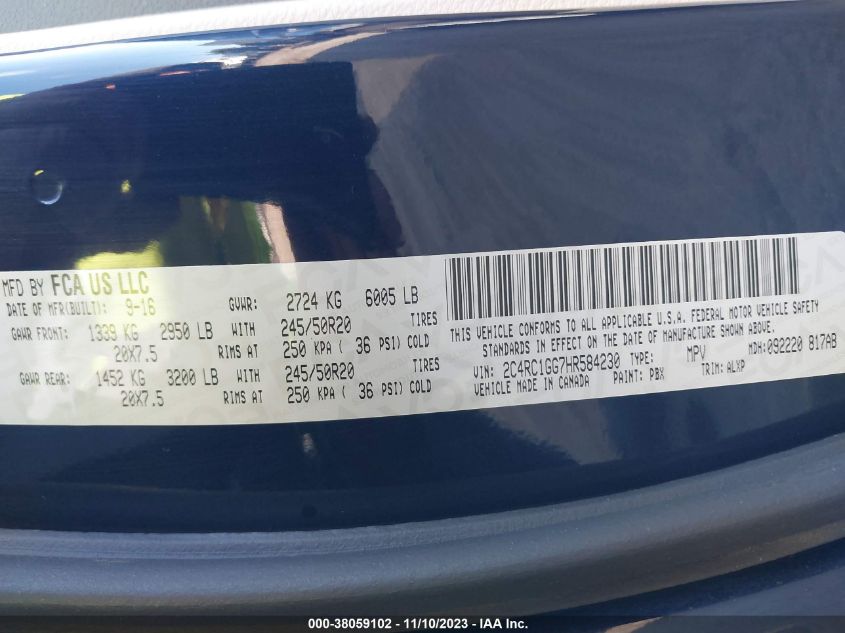 MFD BY FCA US LLC
DATE OF MFR(BUILT): 9-16 GVWR: 2724 KG 6005 LB
GAWR FRONT: 1339 KG 2950 LB WITH 245/50R20 TIRES
20X7.5 RIMS AT 250 KPA ( 36 PSI) COLD
GAWR REAR: 1452 KG 3200 LB WITH 245/50R20 TIRES
20X7.5 RIMS AT 250 KPA ( 36 PSI) COLD
THIS VEHICLE CONFORMS TO ALL APPLICABLE U.S.A. FEDERAL MOTOR VEHICLE SAFETY
STANDARDS IN EFFECT ON THE DATE OF MANUFACTURE SHOWN ABOVE.
VIN: 2C4RC1GG7HR584230 TYPE: MPV MDH:092220 817AB
VEHICLE MADE IN CANADA PAINT: PBX TRIM: ALXP
000-38059102 - 11/10/2023 - IAA Inc.